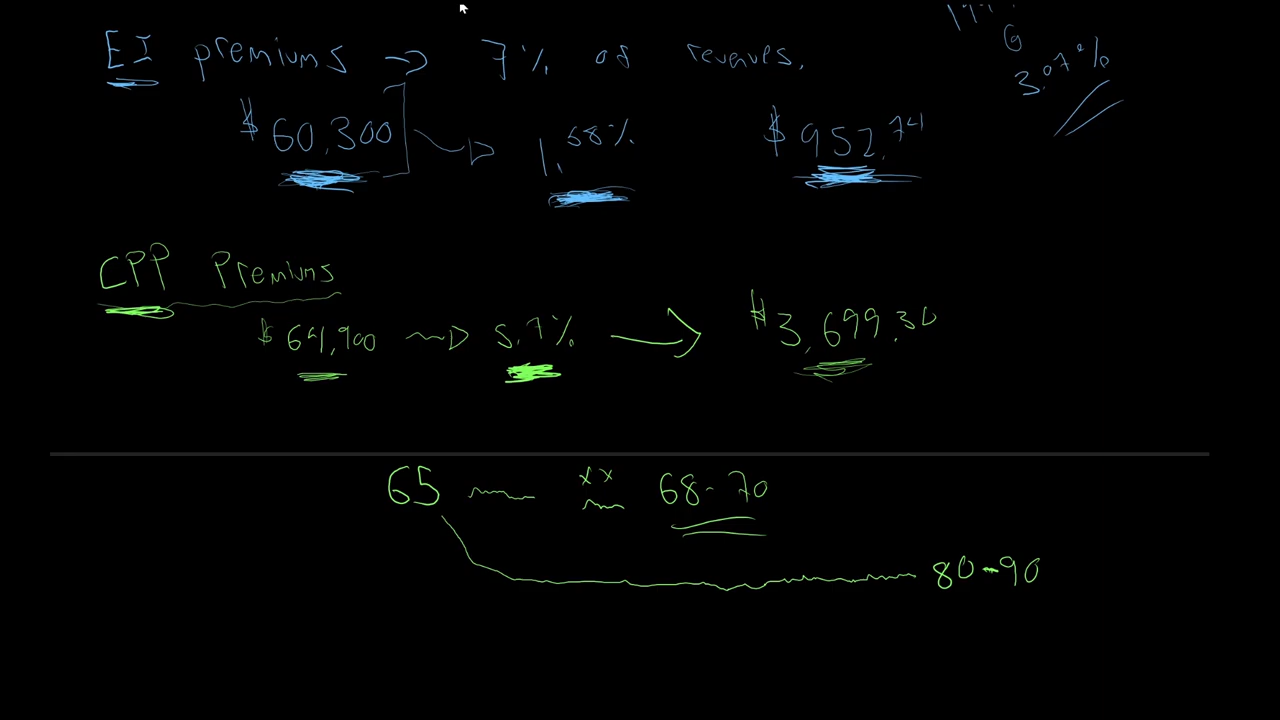 EI premiums → 7% of revenues.
@
3.07%
$60,300 → 1.58% $952.74
CPP Premiums
$64,900 → 5.7% → $3,699.30
65 xx 68-70
80-90